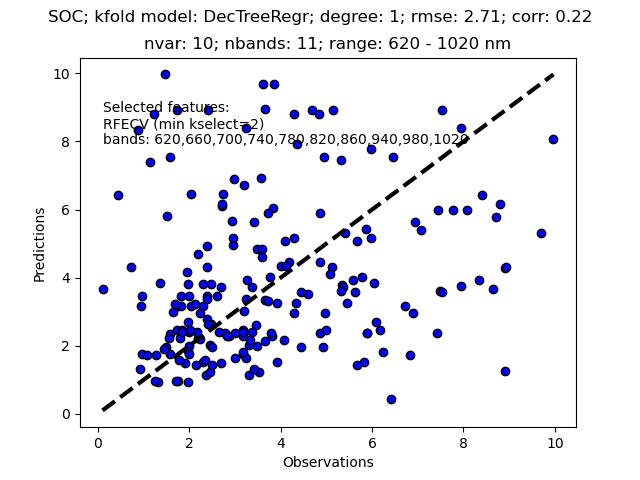 SOC; kfold model: DecTreeRegr; degree: 1; rmse: 2.71; corr: 0.22
nvar: 10; nbands: 11; range: 620 - 1020 nm
Selected features:
RFECV (min kselect=2)
bands: 620,660,700,740,780,820,860,940,980,1020
Predictions
10
8
6
4
2
0
0 2 4 6 8 10
Observations